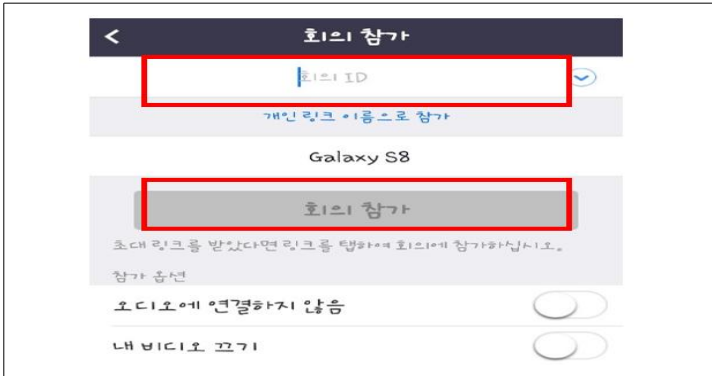 회의 참가
회의 ID
개인 링크 이름으로 참가
Galaxy S8
회의 참가
초대 링크를 받았다면 링크를 탭하여 회의에 참가하십시오.
참가 옵션
오디오에 연결하지 않음
내 비디오 끄기